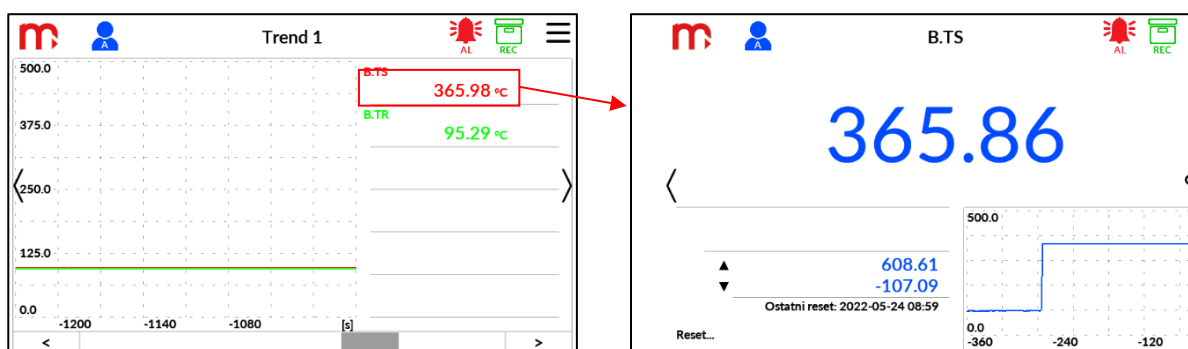 A
Trend 1
AL
REC
500.0
375.0
250.0
125.0
0.0
-1200
-1140
-1080
[s]
<
>
B.TS
365.98 °C
B.TR
95.29 °C
A
B.TS
AL
REC
365.86
▲ 608.61
▼ -107.09
Ostatni reset: 2022-05-24 08:59
Reset...
500.0
0.0
-360
-240
-120